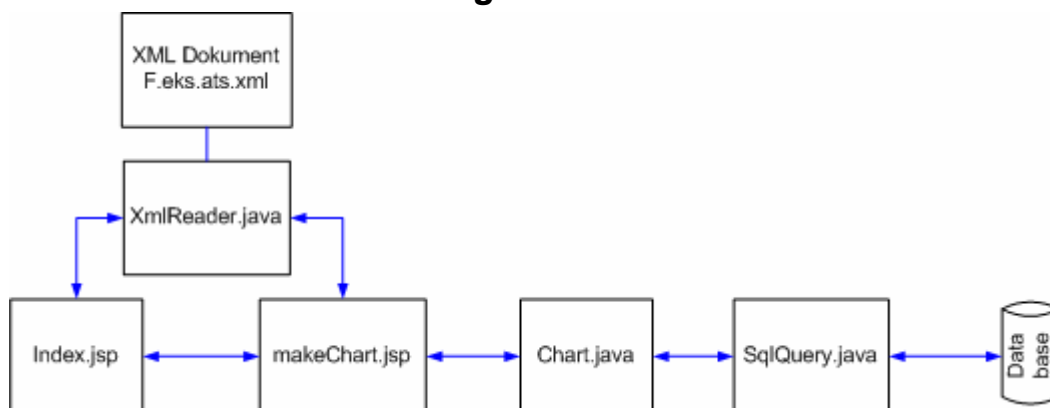 XML Dokument
F.eks.ats.xml
XmlReader.java
Index.jsp
makeChart.jsp
Chart.java
SqlQuery.java
Data
base